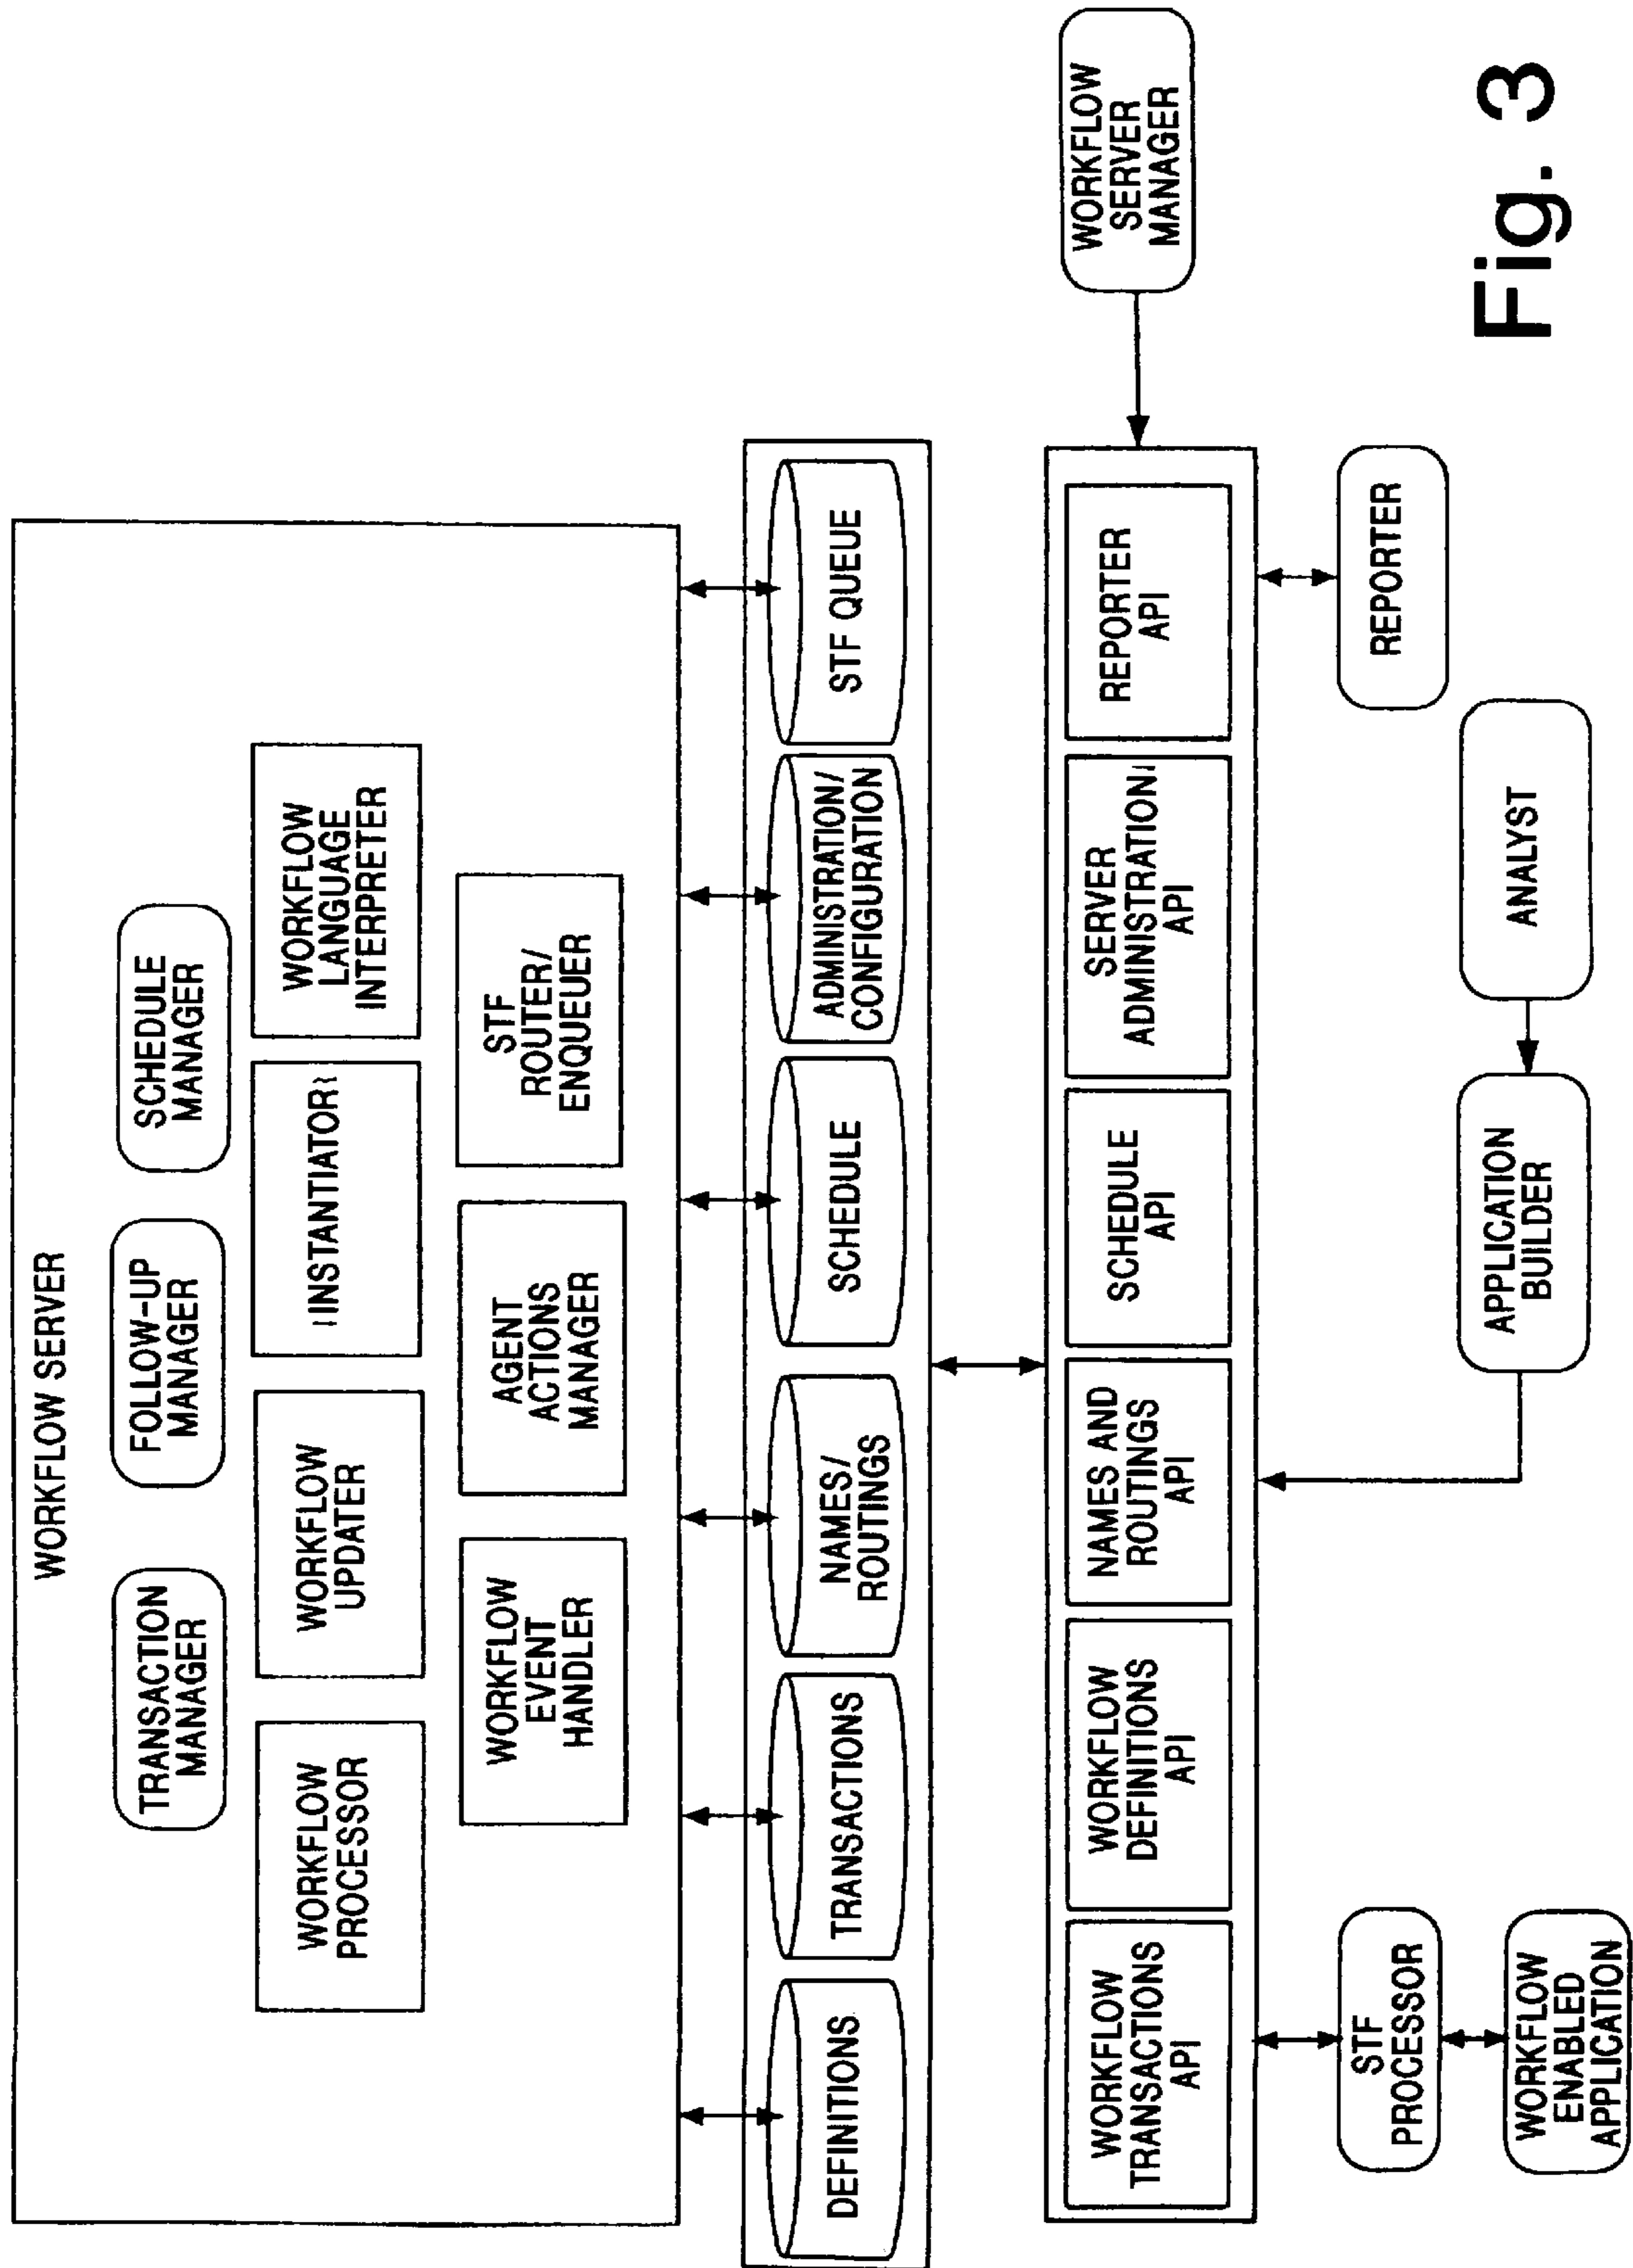 WORKFLOW SERVER
TRANSACTION
MANAGER
FOLLOW-UP
MANAGER
SCHEDULE
MANAGER
WORKFLOW
PROCESSOR
WORKFLOW
UPDATER
INSTANTIATOR
WORKFLOW
LANGUAGE
INTERPRETER
WORKFLOW
EVENT
HANDLER
AGENT
ACTIONS
MANAGER
STF
ROUTER/
ENQUEUER
DEFINITIONS
TRANSACTIONS
NAMES/
ROUTINGS
SCHEDULE
ADMINISTRATION/
CONFIGURATION
STF QUEUE
WORKFLOW
TRANSACTIONS
API
WORKFLOW
DEFINITIONS
API
NAMES AND
ROUTINGS
API
SCHEDULE
API
SERVER
ADMINISTRATION
API
REPORTER
API
WORKFLOW
SERVER
MANAGER
STF
PROCESSOR
REPORTER
WORKFLOW
ENABLED
APPLICATION
APPLICATION
BUILDER
ANALYST
Fig. 3